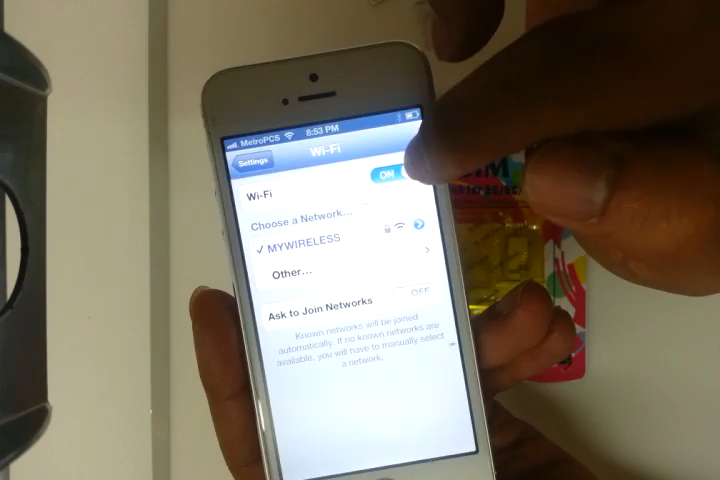 MetroPCS 8:53 PM
Settings
Wi-Fi
Wi-Fi ON
Choose a Network...
✓ MYWIRELESS
Other...
Ask to Join Networks OFF
Known networks will be joined
automatically. If no known networks are
available, you will have to manually select
a network.